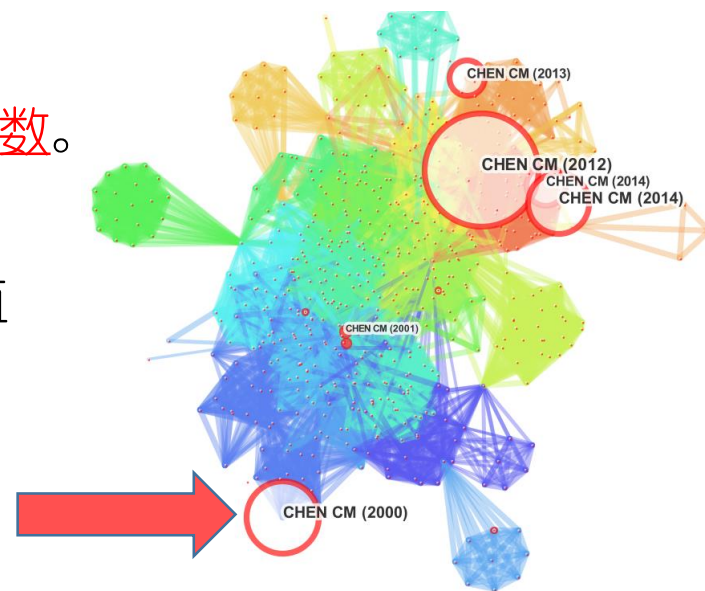 CHEN CM (2013)
数。
CHEN CM (2012)
CHEN CM (2014)
CHEN CM (2014)
CHEN CM (2001)
CHEN CM (2000)